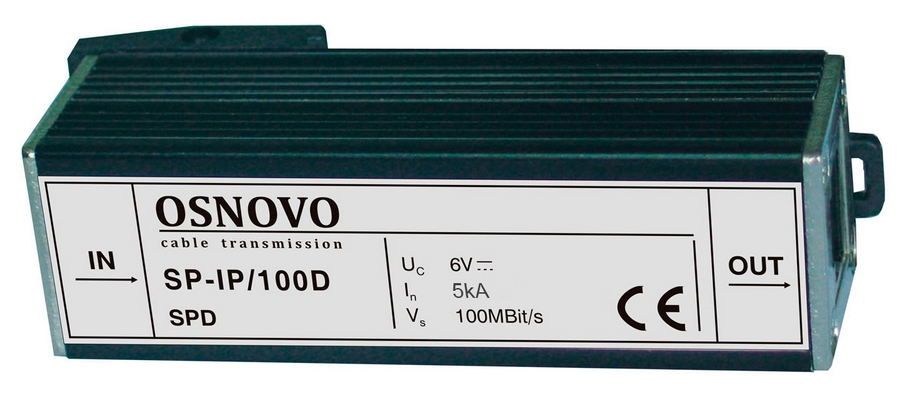 OSNOVO
cable transmission
IN
SP-IP/100D
SPD
Uc 6V⎓
In 5kA
Vs 100MBit/s
CE
OUT